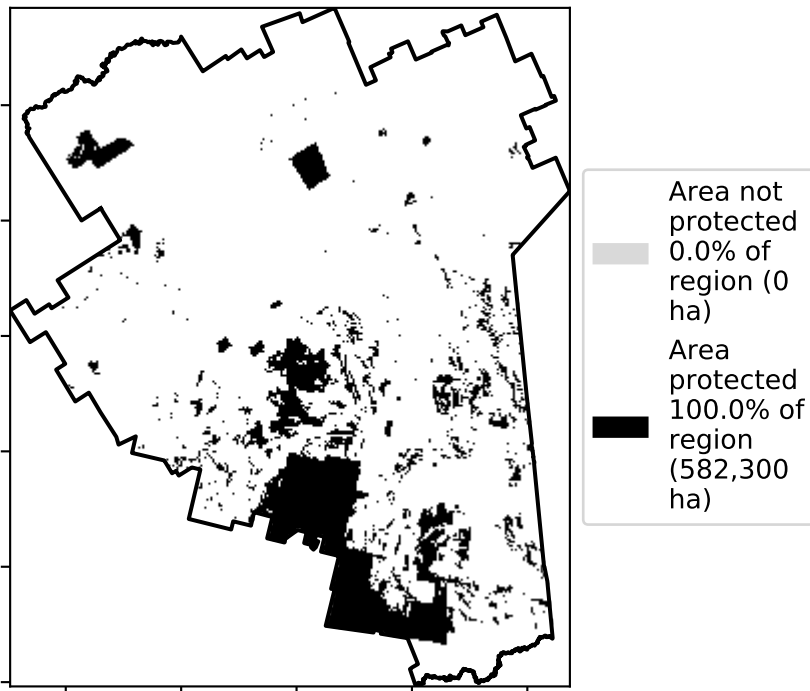 Area not
protected
0.0% of
region (0
ha)
Area
protected
100.0% of
region
(582,300
ha)